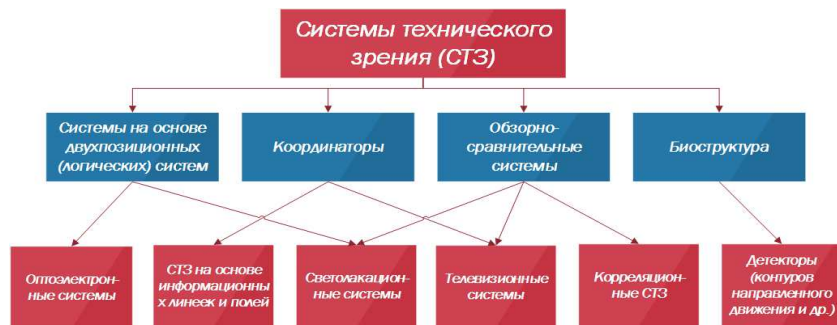 Системы технического
зрения (СТЗ)
Системы на основе
двухпозиционных
(логических) систем
Координаторы
Обзорно-
сравнительные
системы
Биоструктура
Оптоэлектрон-
ные системы
СТЗ на основе
информационны
х линеек и полей
Светолакацион-
ные системы
Телевизионные
системы
Корреляцион-
ные СТЗ
Детекторы
(контуров
направленного
движения и др.)